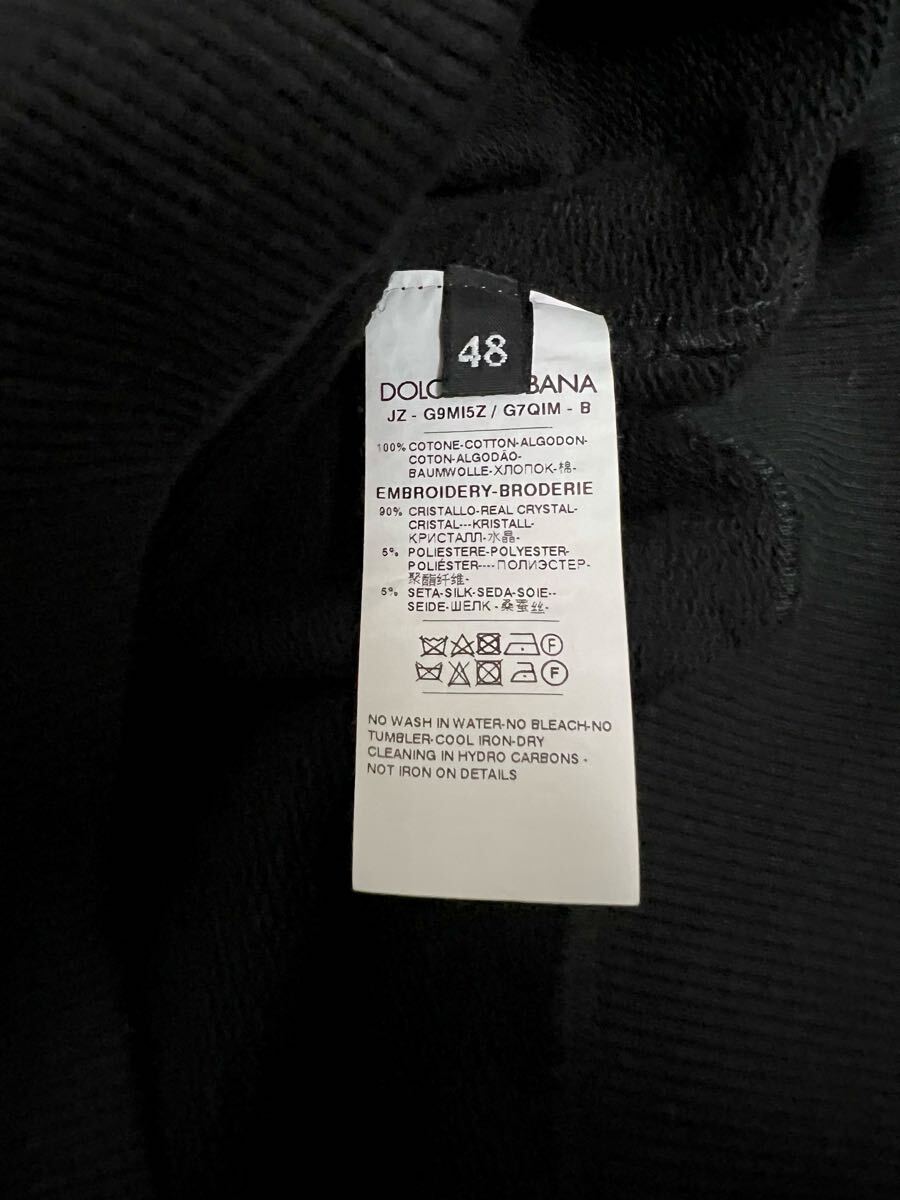 48
DOLC BANA
JZ - G9MI5Z / G7QIM - B
100% COTONE-COTTON-ALGODON-
COTON-ALGODÃO-
BAUMWOLLE-ХЛОПОК-棉-
EMBROIDERY-BRODERIE
90% CRISTALLO-REAL CRYSTAL-
CRISTAL---KRISTALL-
КРИСТАЛЛ-水晶-
5% POLIESTERE-POLYESTER-
POLIÉSTER----ПОЛИЭСТЕР-
聚酯纤维-
5% SETA-SILK-SEDA-SOIE--
SEIDE-ШЕЛК-桑蚕丝-
F
F
NO WASH IN WATER-NO BLEACH-NO
TUMBLER-COOL IRON-DRY
CLEANING IN HYDRO CARBONS -
NOT IRON ON DETAILS